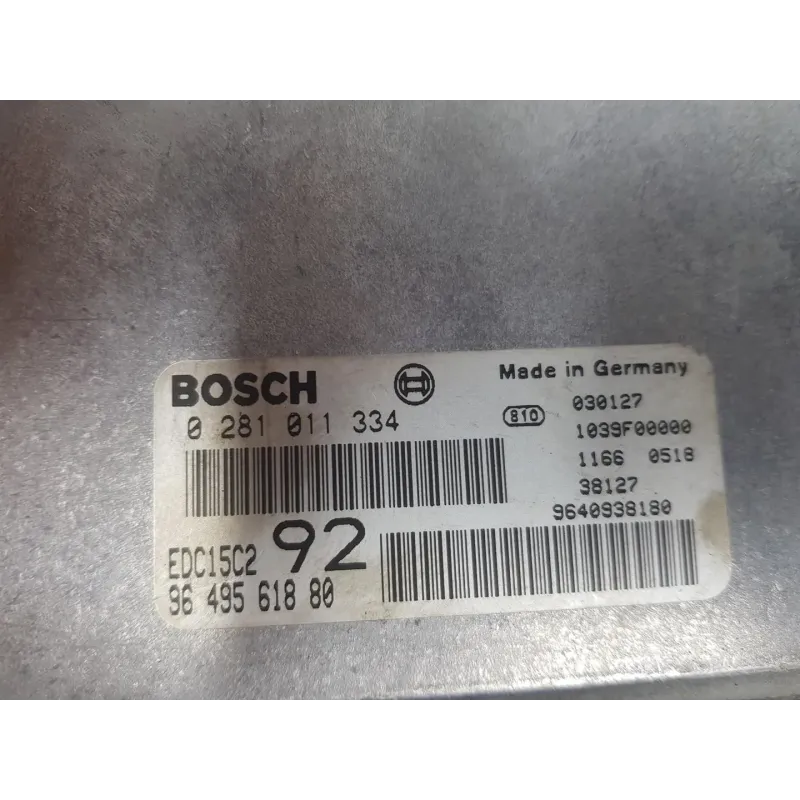 BOSCH
0 281 011 334
EDC15C2 92
96 495 618 80
Made in Germany
810 030127
1039F00000
1166 0518
38127
9640938180